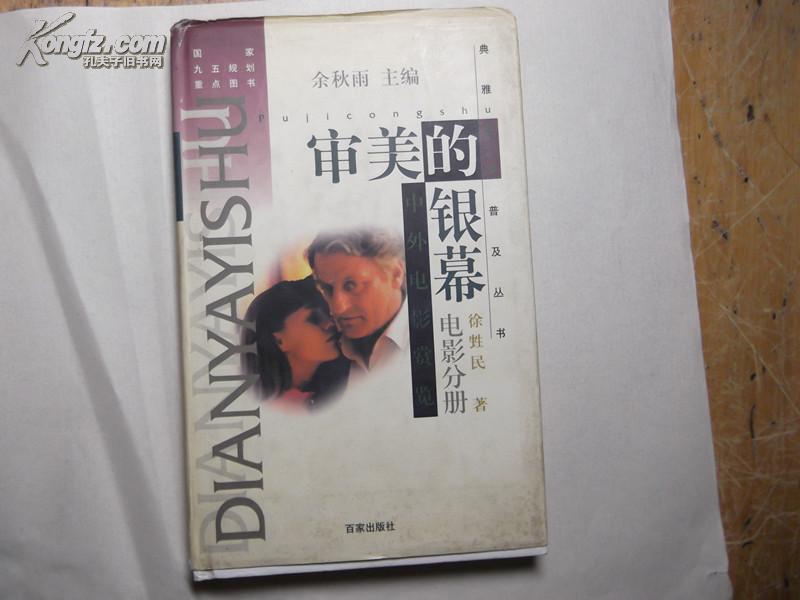 Kongfz.com
孔夫子旧书网
国家
九五规划
重点图书
余秋雨 主编
Pujicongshu
审美的
银幕
中外电影赏览
电影分册
徐甡民 著
典雅
普及丛书
DIANYAYISHU
百家出版社